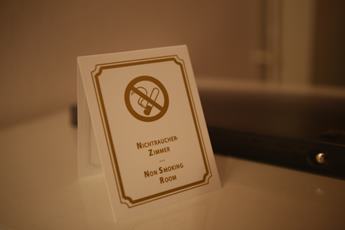 Nichtraucher-
Zimmer
...
Non Smoking
Room